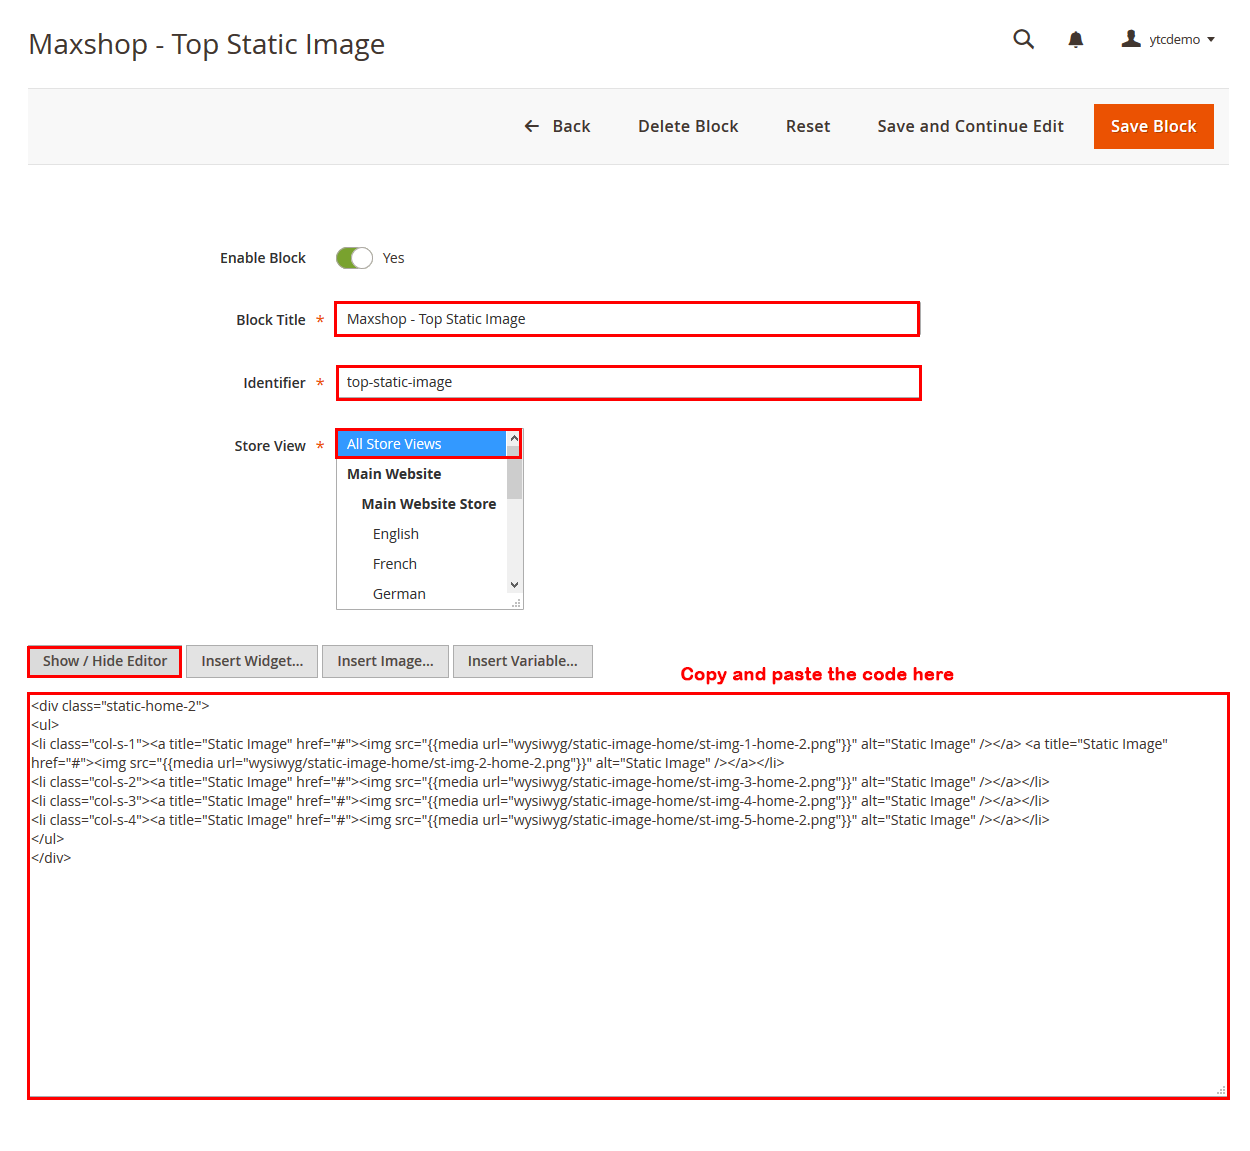 Maxshop - Top Static Image
ytcdemo
Back
Delete Block
Reset
Save and Continue Edit
Save Block
Enable Block
Yes
Block Title *
Maxshop - Top Static Image
Identifier *
top-static-image
Store View *
All Store Views
Main Website
Main Website Store
English
French
German
Show / Hide Editor
Insert Widget...
Insert Image...
Insert Variable...
Copy and paste the code here
<div class="static-home-2">
<ul>
<li class="col-s-1"><a title="Static Image" href="#"><img src="{{media url="wysiwyg/static-image-home/st-img-1-home-2.png"}}" alt="Static Image" /></a> <a title="Static Image"
href="#"><img src="{{media url="wysiwyg/static-image-home/st-img-2-home-2.png"}}" alt="Static Image" /></a></li>
<li class="col-s-2"><a title="Static Image" href="#"><img src="{{media url="wysiwyg/static-image-home/st-img-3-home-2.png"}}" alt="Static Image" /></a></li>
<li class="col-s-3"><a title="Static Image" href="#"><img src="{{media url="wysiwyg/static-image-home/st-img-4-home-2.png"}}" alt="Static Image" /></a></li>
<li class="col-s-4"><a title="Static Image" href="#"><img src="{{media url="wysiwyg/static-image-home/st-img-5-home-2.png"}}" alt="Static Image" /></a></li>
</ul>
</div>